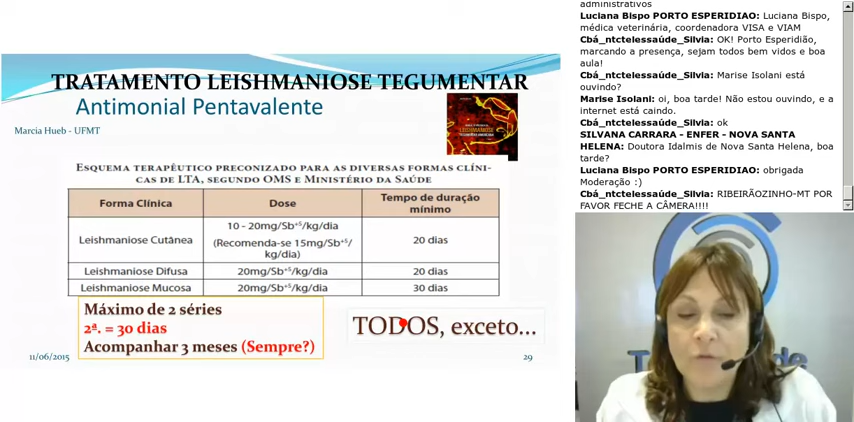 TRATAMENTO LEISHMANIOSE TEGUMENTAR
Antimonial Pentavalente
Marcia Hueb - UFMT
ESQUEMA TERAPÊUTICO PRECONIZADO PARA AS DIVERSAS FORMAS CLÍNI-
CAS DE LTA, SEGUNDO OMS E MINISTÉRIO DA SAÚDE
Forma Clínica
Dose
Tempo de duração
mínimo
Leishmaniose Cutânea
10 - 20mg/Sb+5/kg/dia
(Recomenda-se 15mg/Sb+5/
kg/dia)
20 dias
Leishmaniose Difusa
20mg/Sb+5/kg/dia
20 dias
Leishmaniose Mucosa
20mg/Sb+5/kg/dia
30 dias
Máximo de 2 séries
2ª. = 30 dias
Acompanhar 3 meses (Sempre?)
TODOS, exceto...
11/06/2015
29
administrativos
Luciana Bispo PORTO ESPERIDIAO: Luciana Bispo,
médica veterinária, coordenadora VISA e VIAM
Cbá_ntctelessaúde_Silvia: OK! Porto Esperidião,
marcando a presença, sejam todos bem vidos e boa
aula!
Cbá_ntctelessaúde_Silvia: Marise Isolani está
ouvindo?
Marise Isolani: oi, boa tarde! Não estou ouvindo, e a
internet está caindo.
Cbá_ntctelessaúde_Silvia: ok
SILVANA CARRARA - ENFER - NOVA SANTA
HELENA: Doutora Idalmis de Nova Santa Helena, boa
tarde?
Luciana Bispo PORTO ESPERIDIAO: obrigada
Moderação :)
Cbá_ntctelessaúde_Silvia: RIBEIRÃOZINHO-MT POR
FAVOR FECHE A CÂMERA!!!!